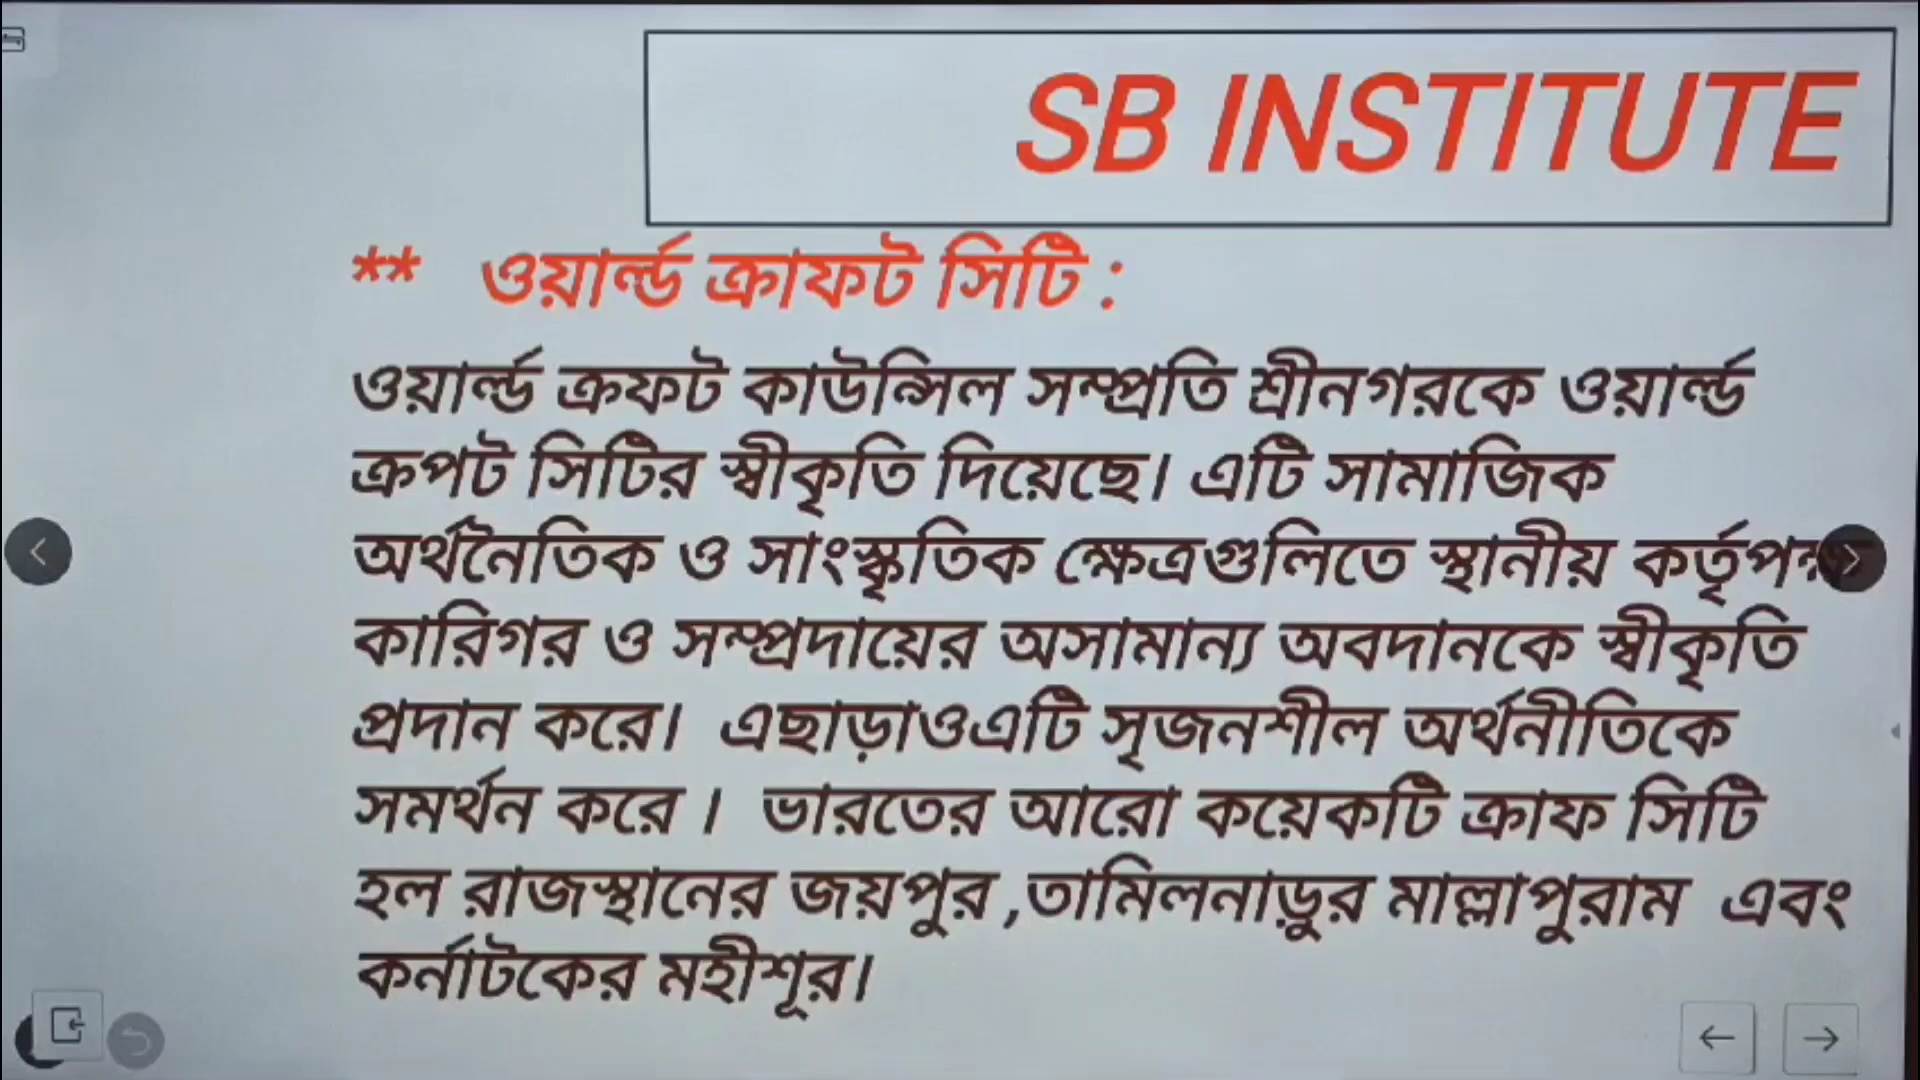 SB INSTITUTE
** ওয়ার্ল্ড ক্রাফট সিটি :
ওয়ার্ল্ড ক্রফট কাউন্সিল সম্প্রতি শ্রীনগরকে ওয়ার্ল্ড
ক্রপট সিটির স্বীকৃতি দিয়েছে। এটি সামাজিক
অর্থনৈতিক ও সাংস্কৃতিক ক্ষেত্রগুলিতে স্থানীয় কর্তৃপক্ষ
কারিগর ও সম্প্রদায়ের অসামান্য অবদানকে স্বীকৃতি
প্রদান করে। এছাড়াওএটি সৃজনশীল অর্থনীতিকে
সমর্থন করে । ভারতের আরো কয়েকটি ক্রাফ সিটি
হল রাজস্থানের জয়পুর ,তামিলনাড়ুর মাল্লাপুরাম এবং
কর্নাটকের মহীশূর।